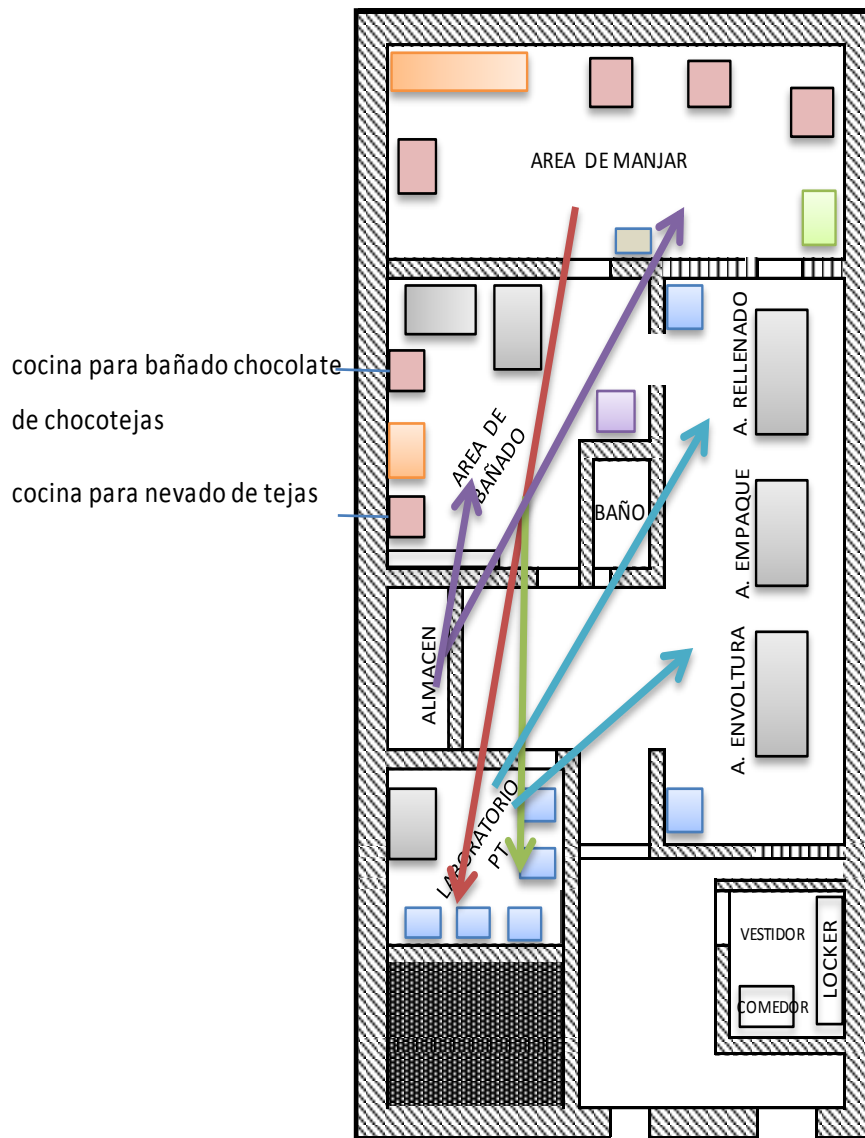 AREA DE MANJAR
cocina para bañado chocolate
de chocotejas
cocina para nevado de tejas
AREA DE
BAÑADO
BAÑO
A. RELLENADO
A. EMPAQUE
A. ENVOLTURA
ALMACEN
LABORATORIO
PT
VESTIDOR
COMEDOR
LOCKER